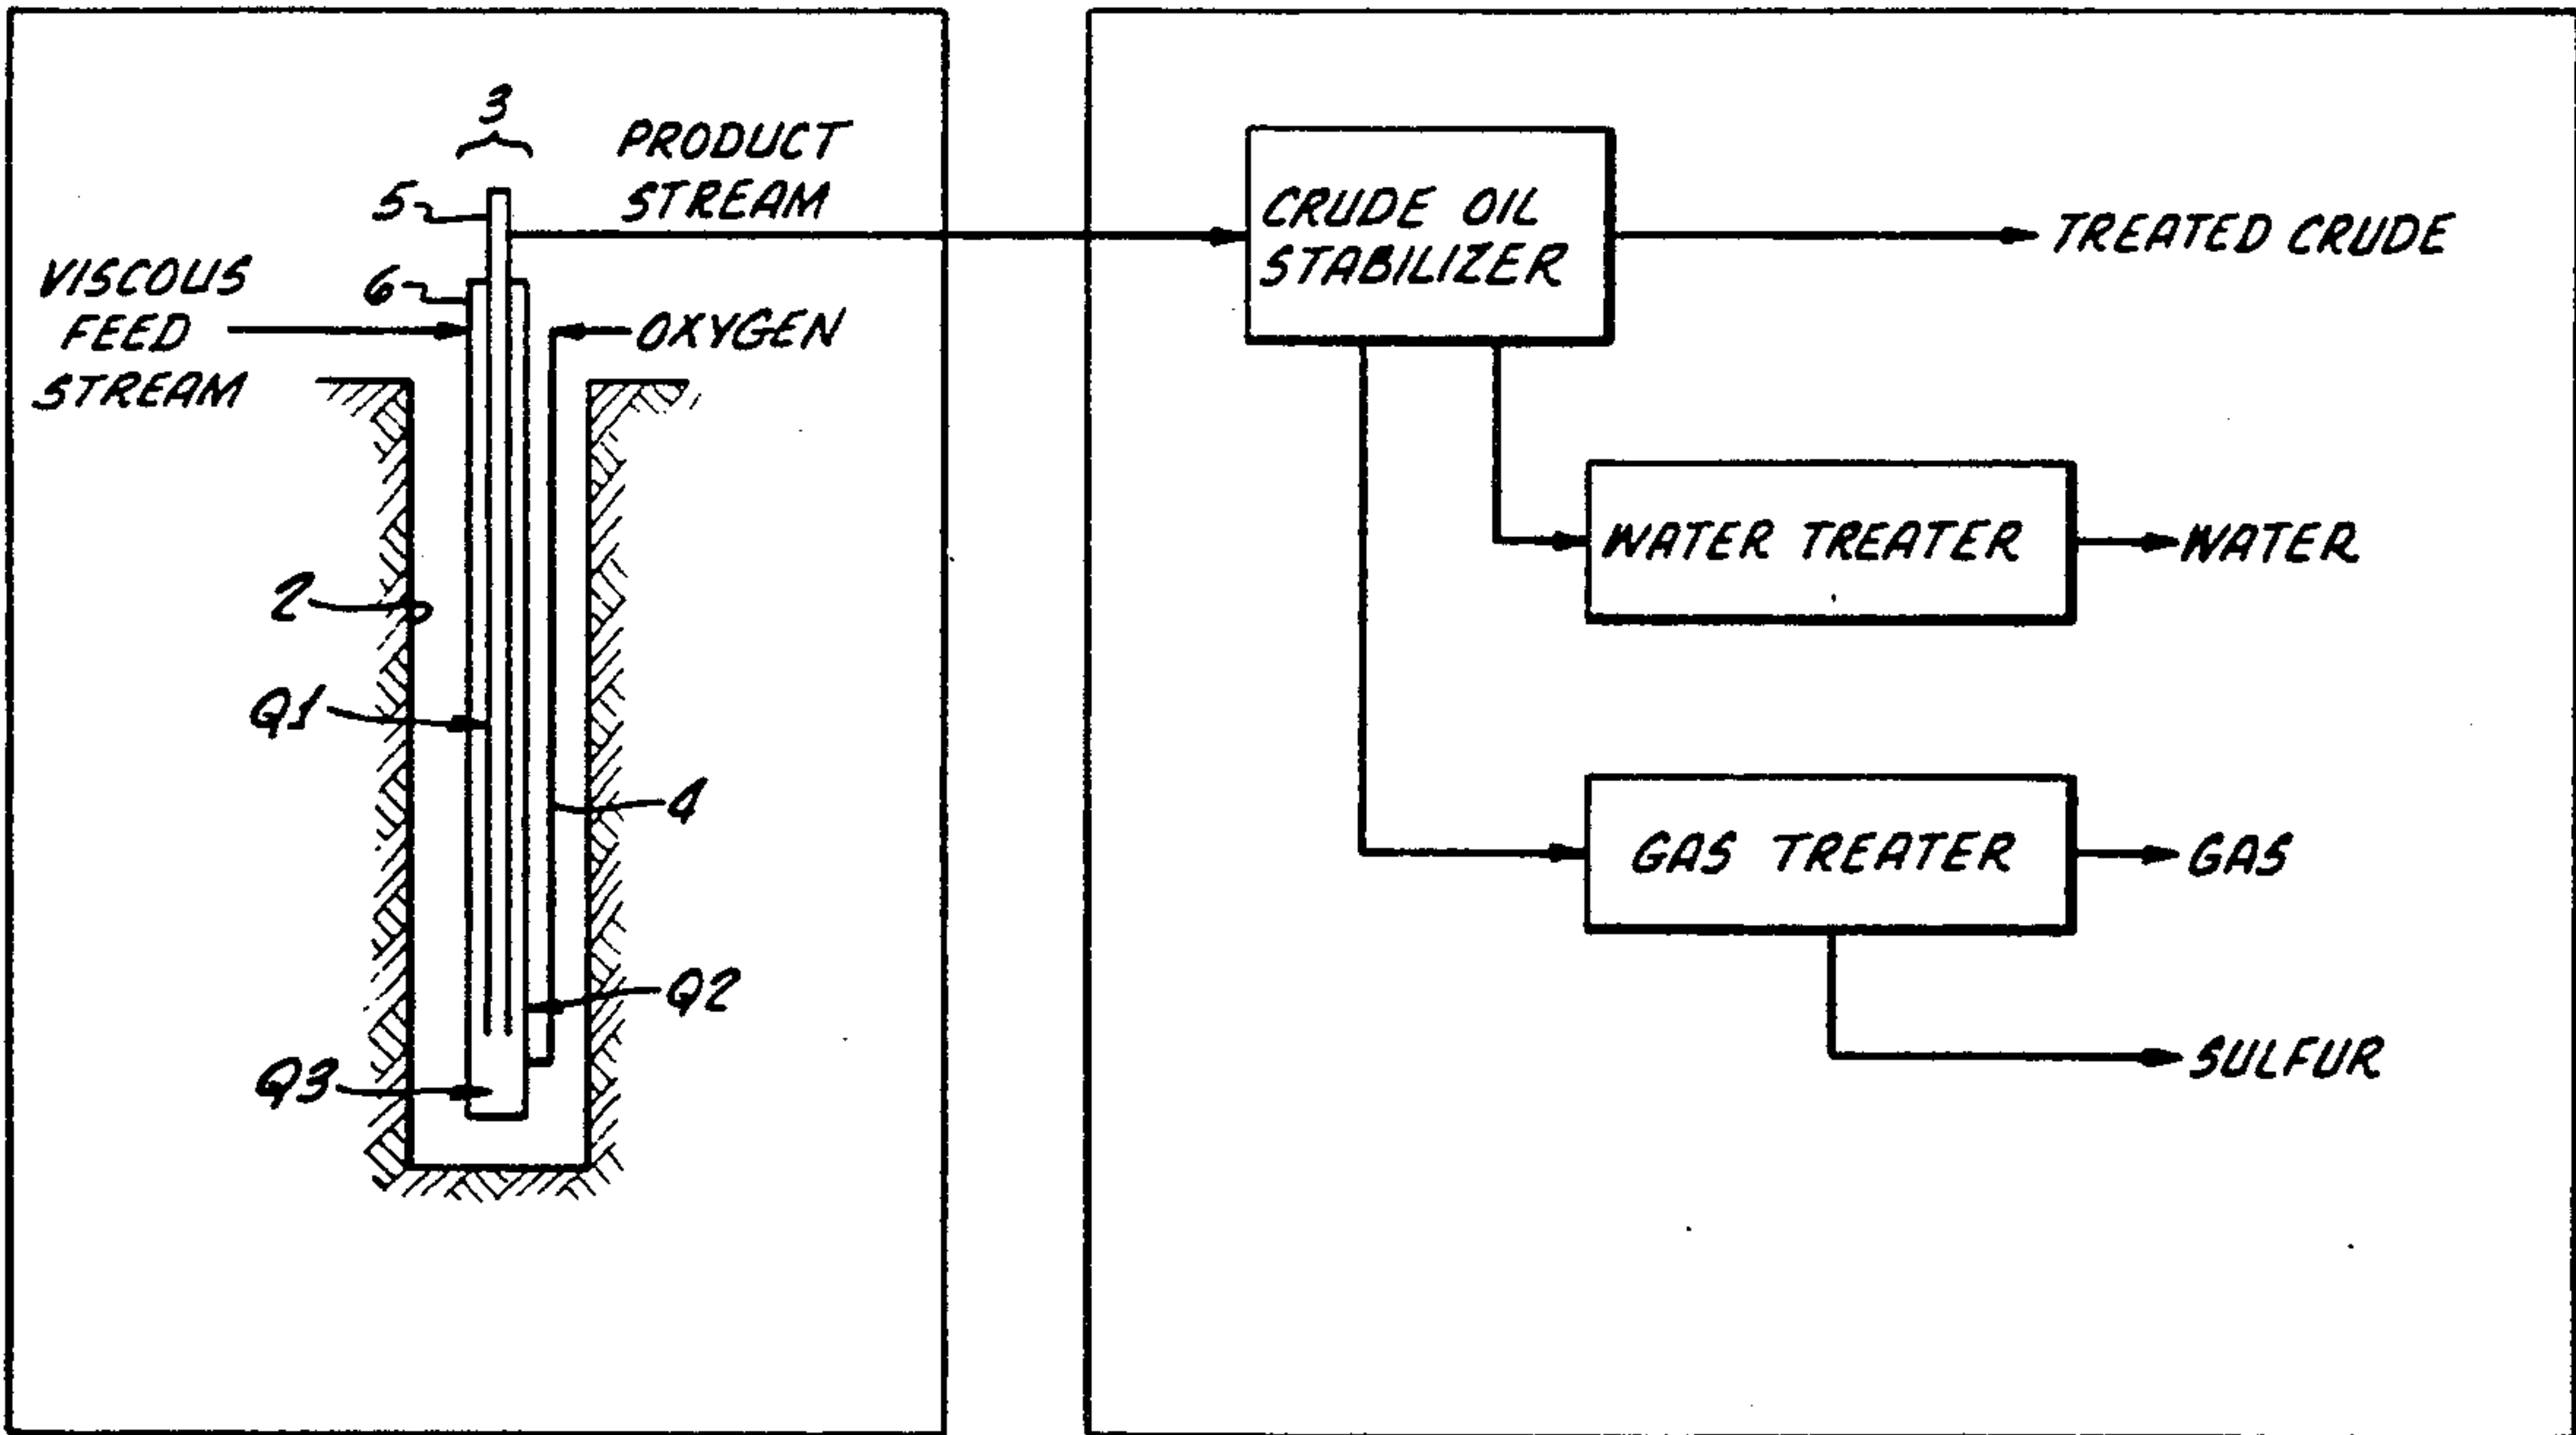 3
PRODUCT
STREAM
5
VISCOUS
FEED
STREAM
6
OXYGEN
2
Q1
4
Q2
Q3
CRUDE OIL
STABILIZER
TREATED CRUDE
WATER TREATER
WATER
GAS TREATER
GAS
SULFUR